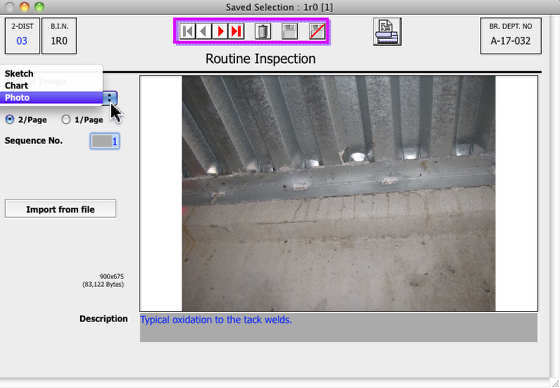 Saved Selection : 1r0 [1]
2-DIST
03
B.I.N.
1R0
BR. DEPT. NO
A-17-032
Routine Inspection
Sketch
Chart
Photo
2/Page
1/Page
Sequence No.
1
Import from file
900x675
(83,122 Bytes)
Description
Typical oxidation to the tack welds.